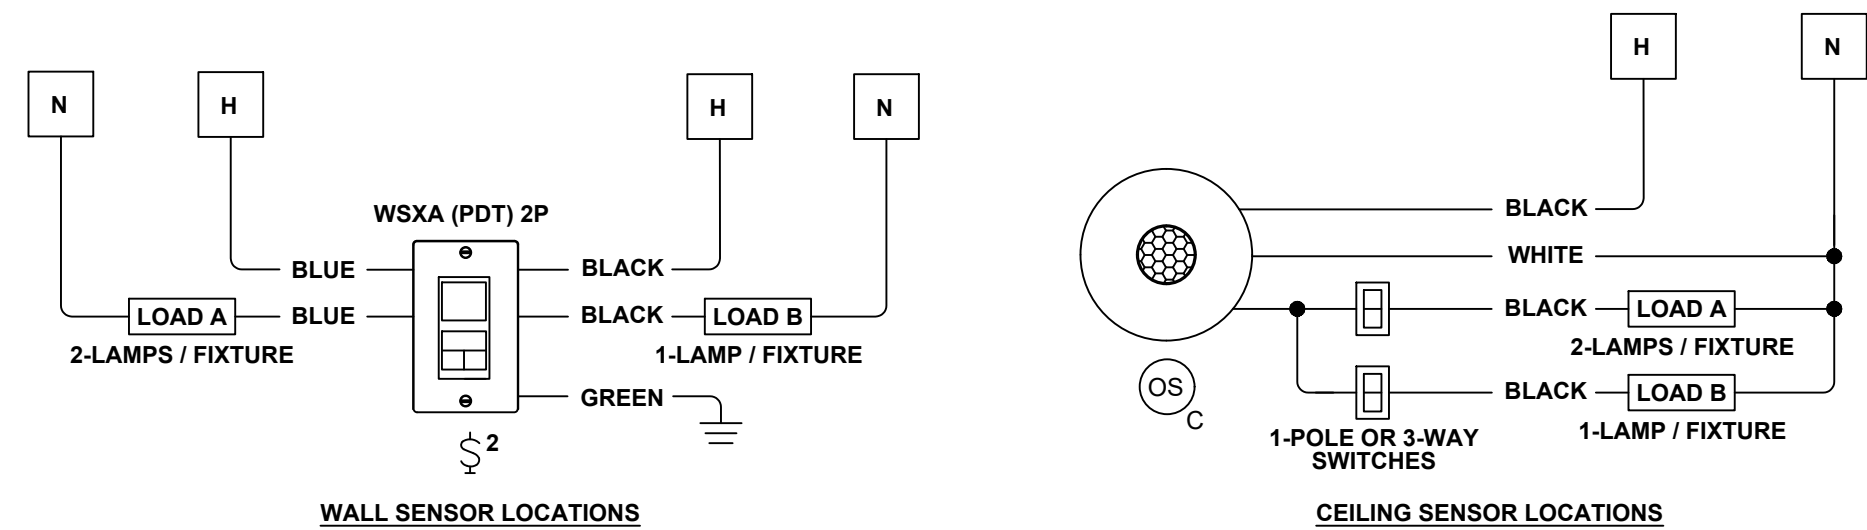 N
H
H
N
WSXA (PDT) 2P
BLUE
BLACK
LOAD A
BLUE
BLACK
LOAD B
2-LAMPS / FIXTURE
1-LAMP / FIXTURE
GREEN
$ 2
WALL SENSOR LOCATIONS
H
N
BLACK
WHITE
BLACK
LOAD A
2-LAMPS / FIXTURE
OS
C
BLACK
LOAD B
1-LAMP / FIXTURE
1-POLE OR 3-WAY
SWITCHES
CEILING SENSOR LOCATIONS